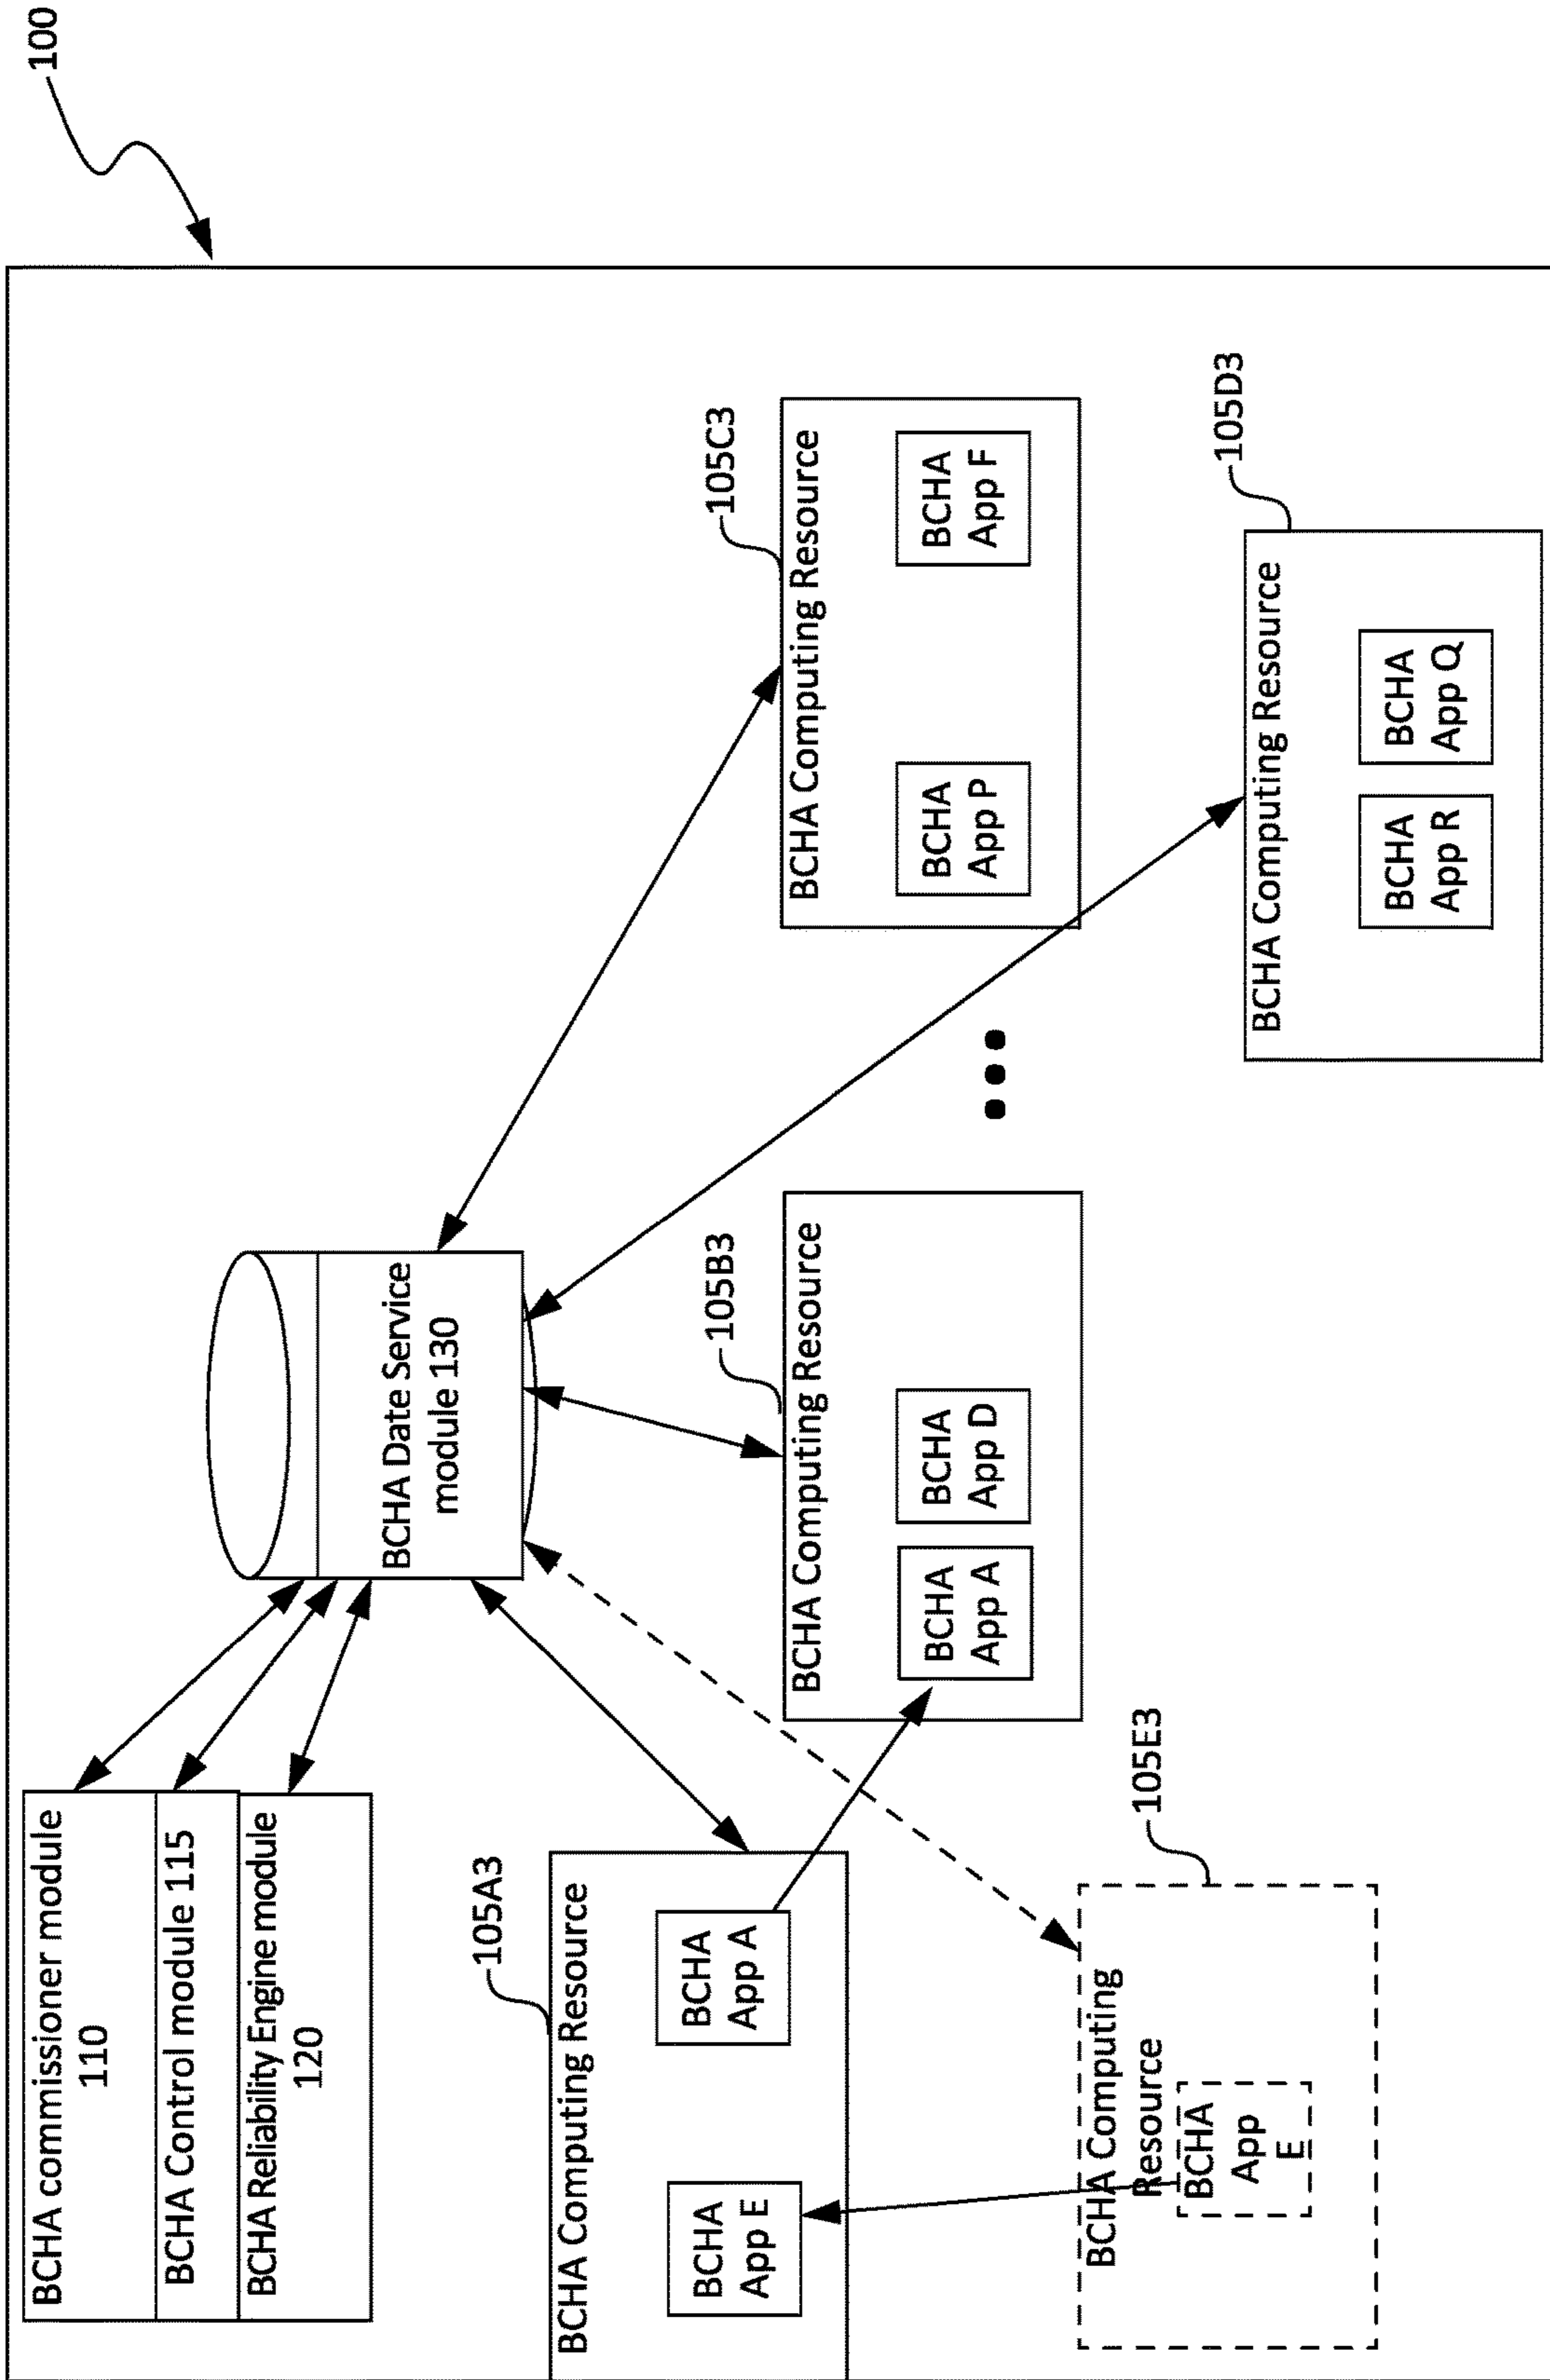 100
BCHA commissioner module
110
BCHA Control module 115
BCHA Reliability Engine module
120
BCHA Date Service
module 130
105A3
BCHA Computing Resource
BCHA
App E
BCHA
App A
105B3
BCHA Computing Resource
BCHA
App A
BCHA
App D
105C3
BCHA Computing Resource
BCHA
App P
BCHA
App F
105E3
BCHA Computing
Resource
BCHA
App
E
105D3
BCHA Computing Resource
BCHA
App R
BCHA
App Q